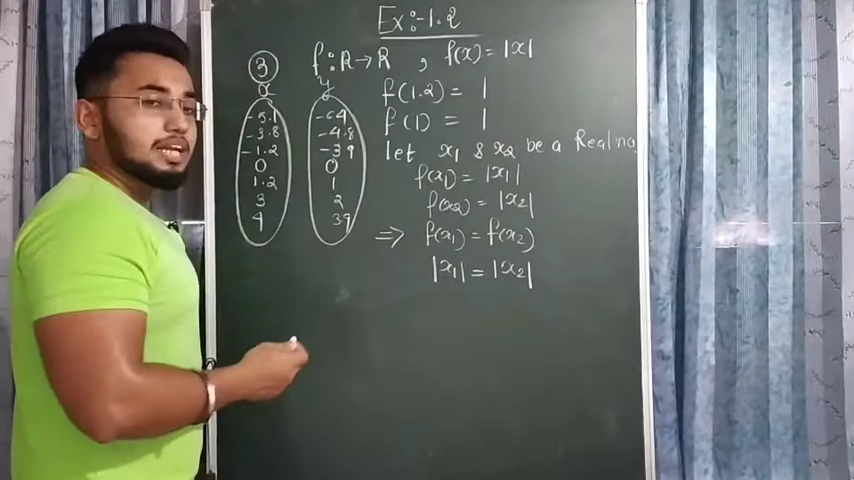 Ex:-1.2
3 f:R→R , f(x)= |x|
x y
-5.1 -64
-3.8 -4.8
-1.2 -39
0 0
1.2 1
3 2
4 39
f(1.2) = 1
f(1) = 1
let x1 & x2 be a Real no.
f(x1) = |x1|
f(x2) = |x2|
⇒ f(x1) = f(x2)
|x1| = |x2|